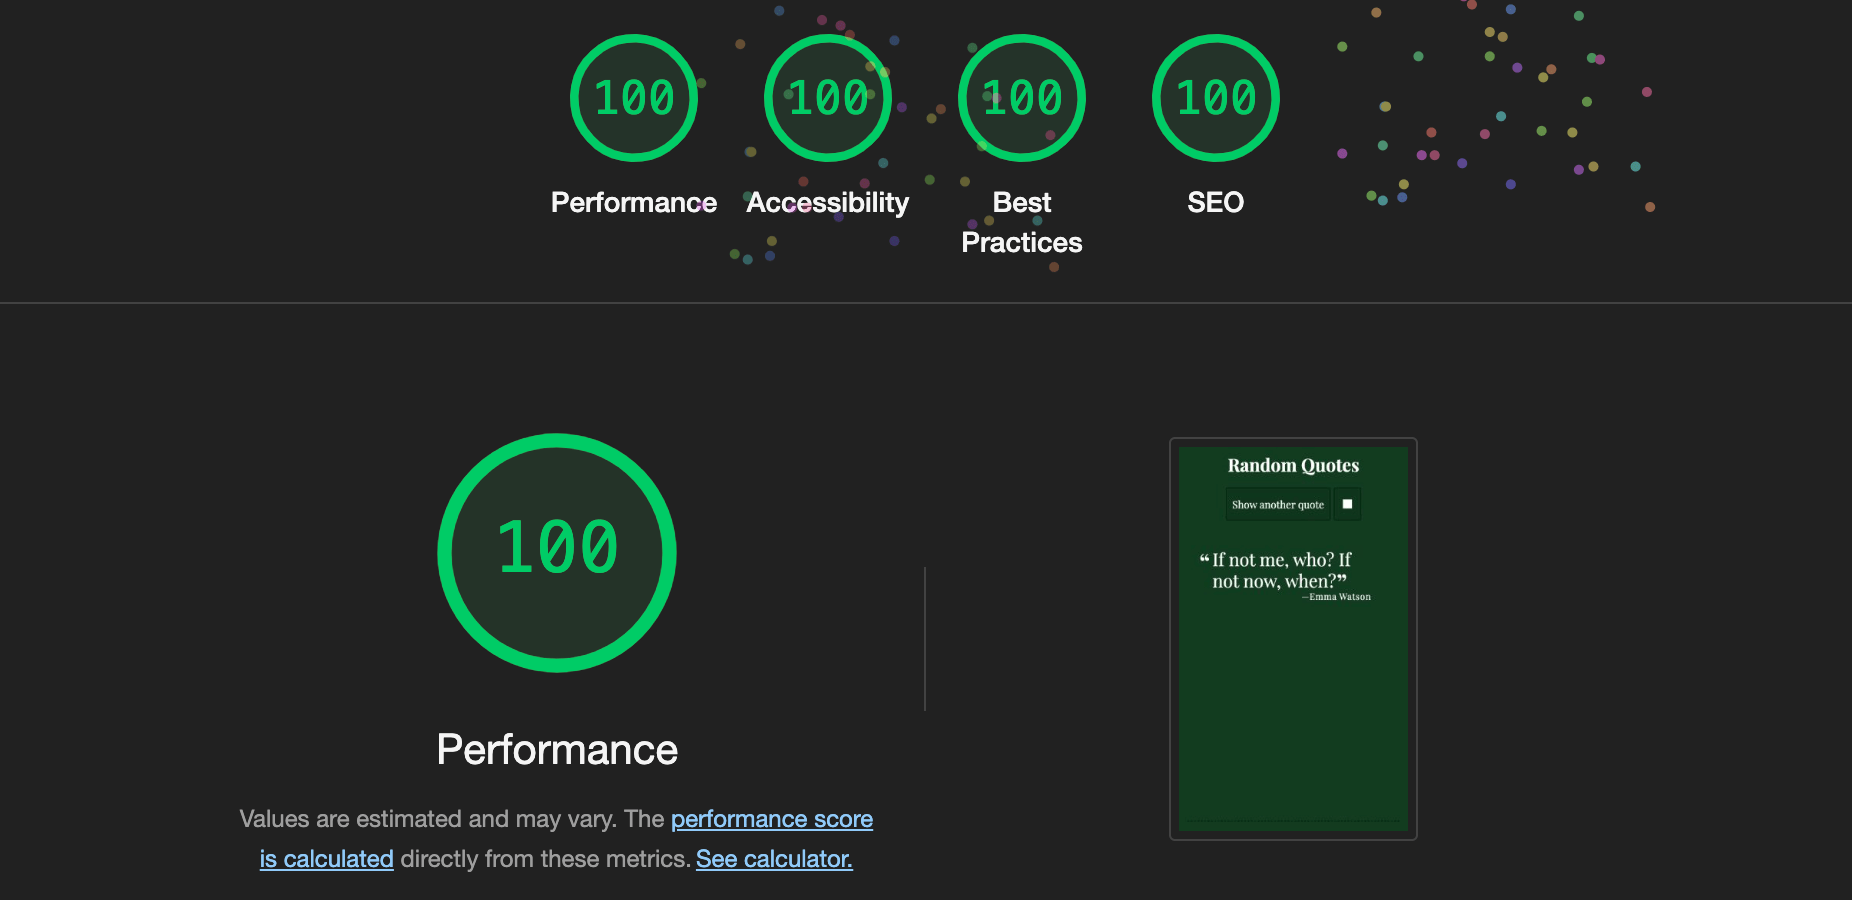 100 100 100 100
Performance Accessibility Best Practices SEO
100
Performance
Values are estimated and may vary. The performance score
is calculated directly from these metrics. See calculator.
Random Quotes
Show another quote
“If not me, who? If
not now, when?”
—Emma Watson